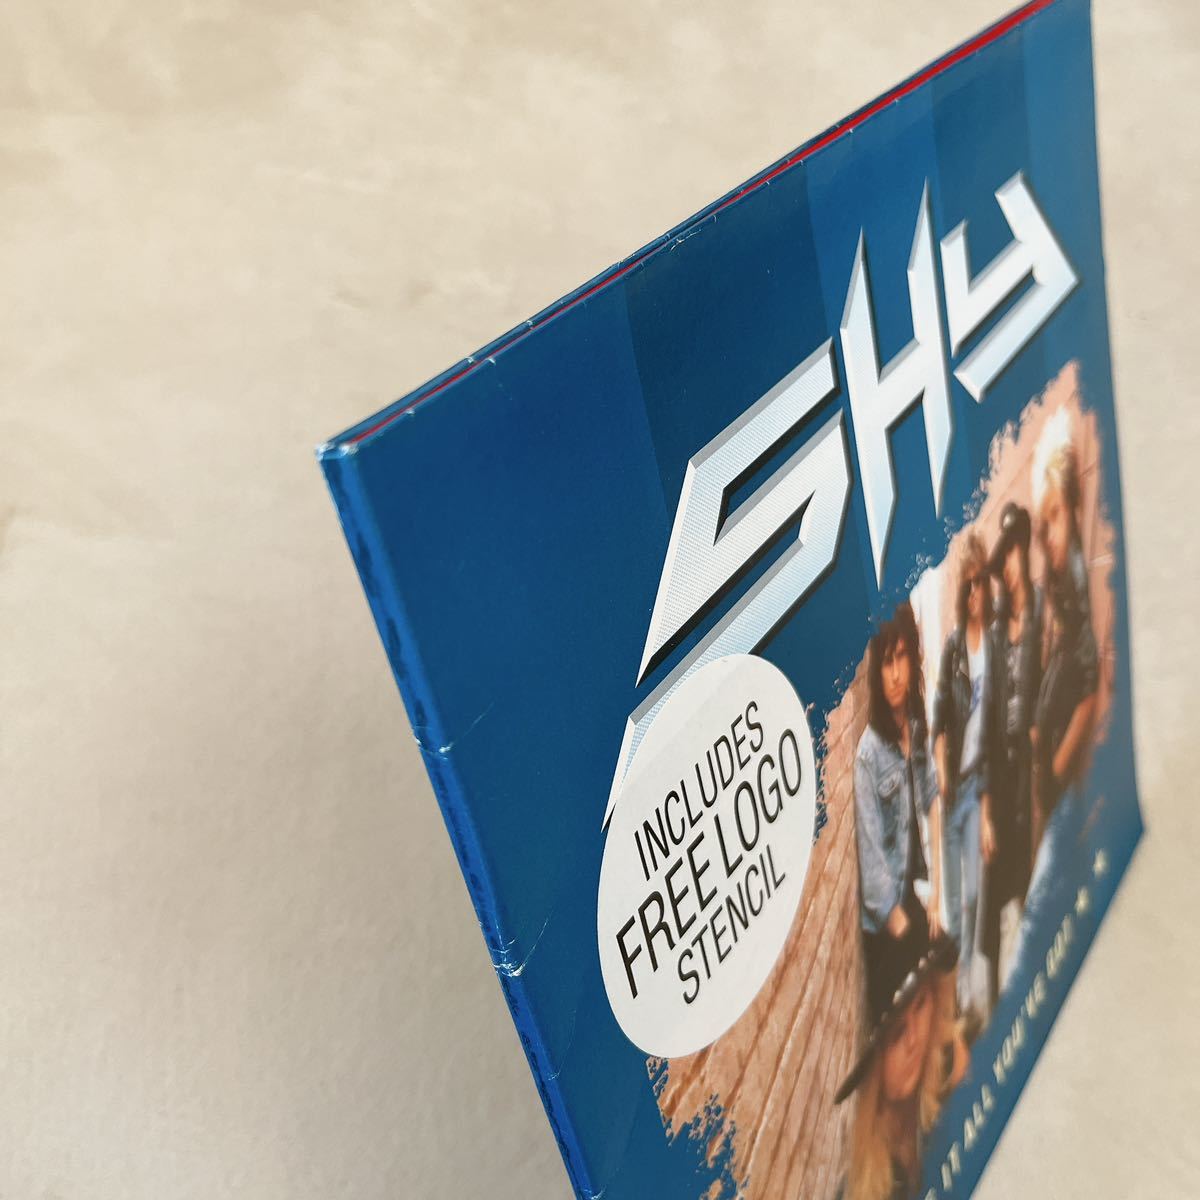 SHY
INCLUDES
FREE LOGO
STENCIL
IT ALL YOU'VE GOT ★ ★